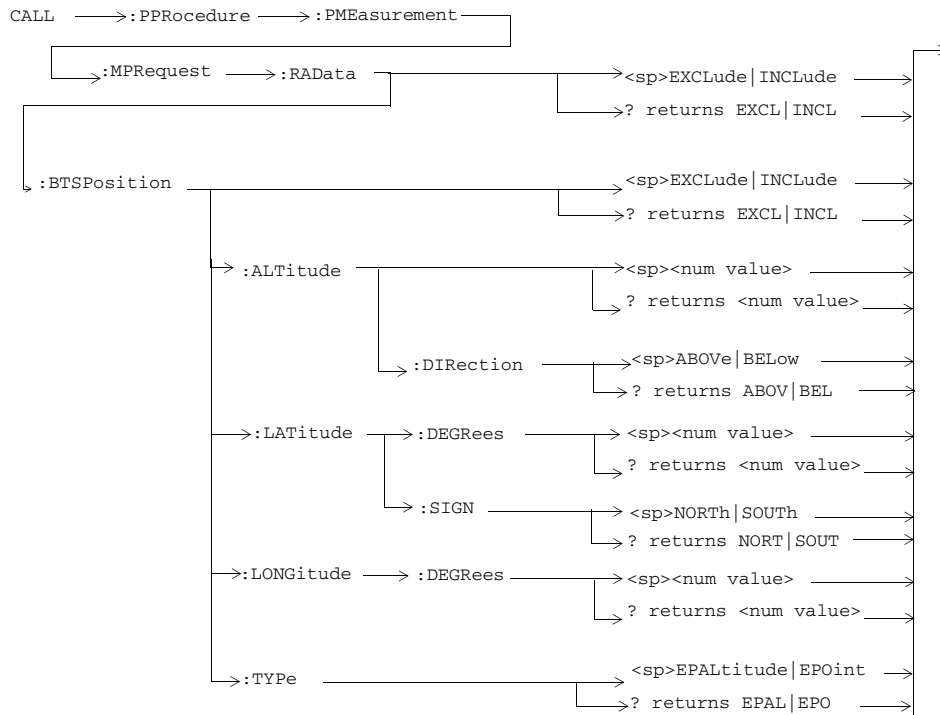 CALL :PPRocedure :PMEasurement
:MPRequest :RAData <sp>EXCLude|INCLude
? returns EXCL|INCL
:BTSPosition <sp>EXCLude|INCLude
? returns EXCL|INCL
:ALTitude <sp><num value>
? returns <num value>
:DIRection <sp>ABOVe|BELow
? returns ABOV|BEL
:LATitude :DEGRees <sp><num value>
? returns <num value>
:SIGN <sp>NORTh|SOUTh
? returns NORT|SOUT
:LONGitude :DEGRees <sp><num value>
? returns <num value>
:TYPe <sp>EPALtitude|EPOint
? returns EPAL|EPO